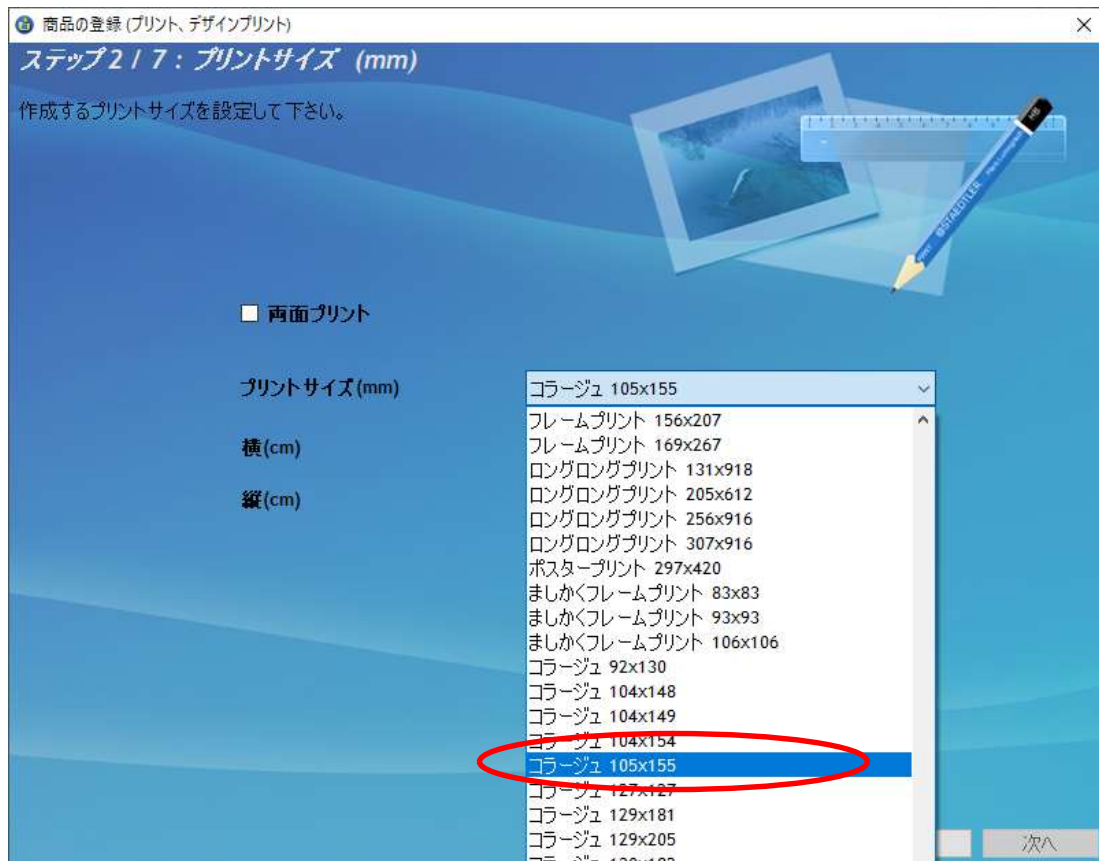 商品の登録 (プリント、デザインプリント)
ステップ2 / 7 : プリントサイズ (mm)
作成するプリントサイズを設定して下さい。
HB
STAEDTLER
両面プリント
プリントサイズ(mm)
コラージュ 105x155
横(cm)
縦(cm)
フレームプリント 156x207
フレームプリント 169x267
ロングロングプリント 131x918
ロングロングプリント 205x612
ロングロングプリント 256x916
ロングロングプリント 307x916
ポスタープリント 297x420
ましかくフレームプリント 83x83
ましかくフレームプリント 93x93
ましかくフレームプリント 106x106
コラージュ 92x130
コラージュ 104x148
コラージュ 104x149
コラージュ 104x154
コラージュ 105x155
コラージュ 127x127
コラージュ 129x181
コラージュ 129x205
次へ